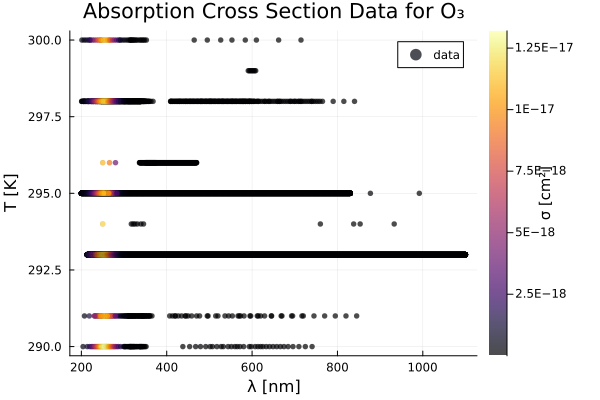 Absorption Cross Section Data for O₃
data
300.0
297.5
295.0
292.5
290.0
T [K]
200
400
600
800
1000
λ [nm]
1.25E−17
1E−17
7.5E−18
5E−18
2.5E−18
σ [cm²]